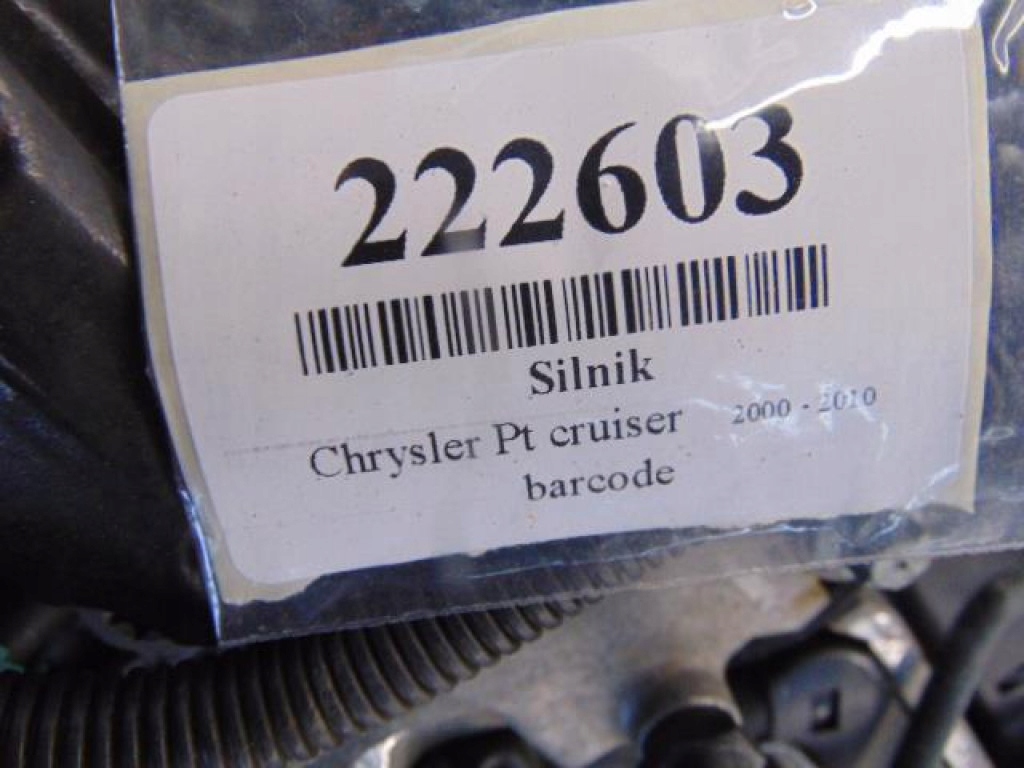 222603
Silnik
Chrysler Pt cruiser 2000 - 2010
barcode